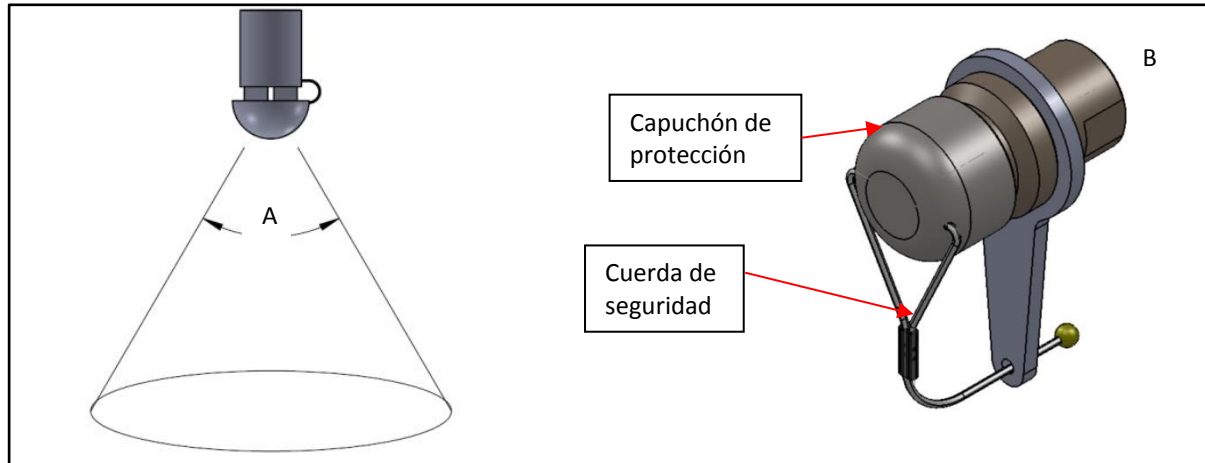 A
B
Capuchón de
protección
Cuerda de
seguridad